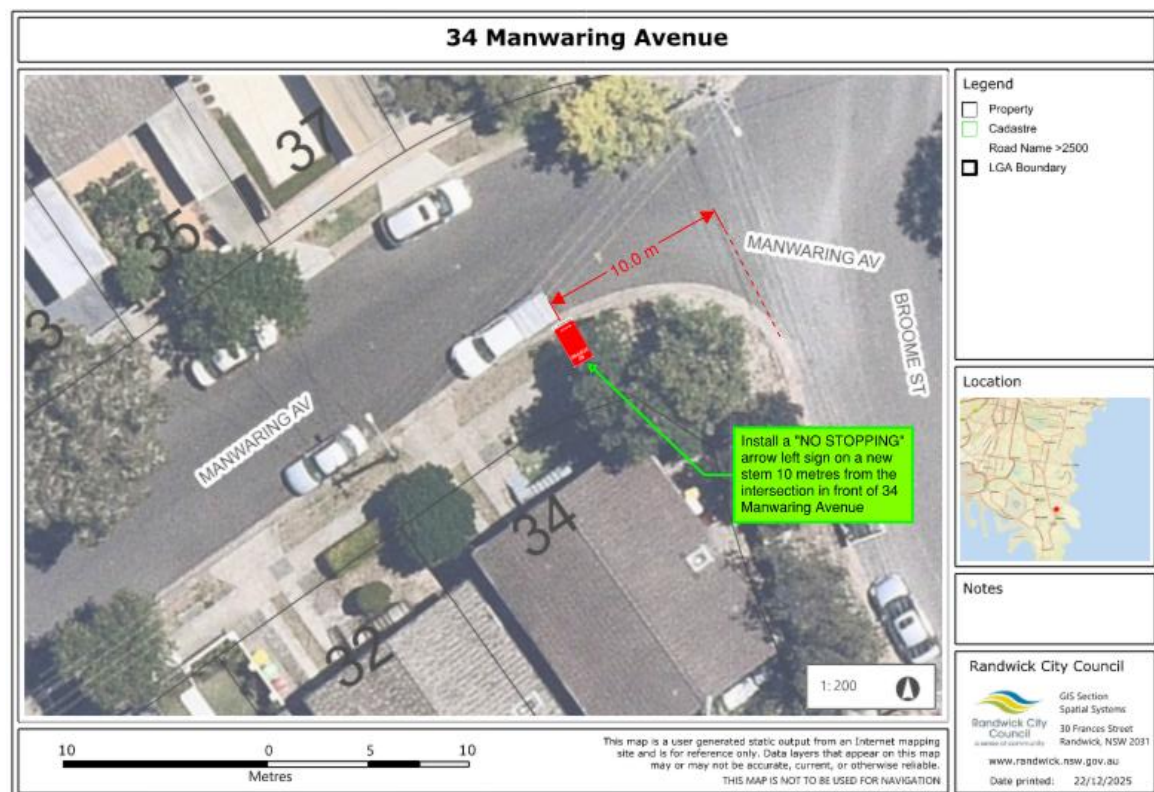 34 Manwaring Avenue
37
35
3
MANWARING AV
10.0 m
MANWARING AV
BROOME ST
34
32
Install a "NO STOPPING"
arrow left sign on a new
stem 10 metres from the
intersection in front of 34
Manwaring Avenue
1: 200
Legend
Property
Cadastre
Road Name >2500
LGA Boundary
Location
Notes
Randwick City Council
Randwick City
Council
a sense of community
GIS Section
Spatial Systems
30 Frances Street
Randwick, NSW 2031
www.randwick.nsw.gov.au
Date printed: 22/12/2025
10 0 5 10
Metres
This map is a user generated static output from an Internet mapping
site and is for reference only. Data layers that appear on this map
may or may not be accurate, current, or otherwise reliable.
THIS MAP IS NOT TO BE USED FOR NAVIGATION